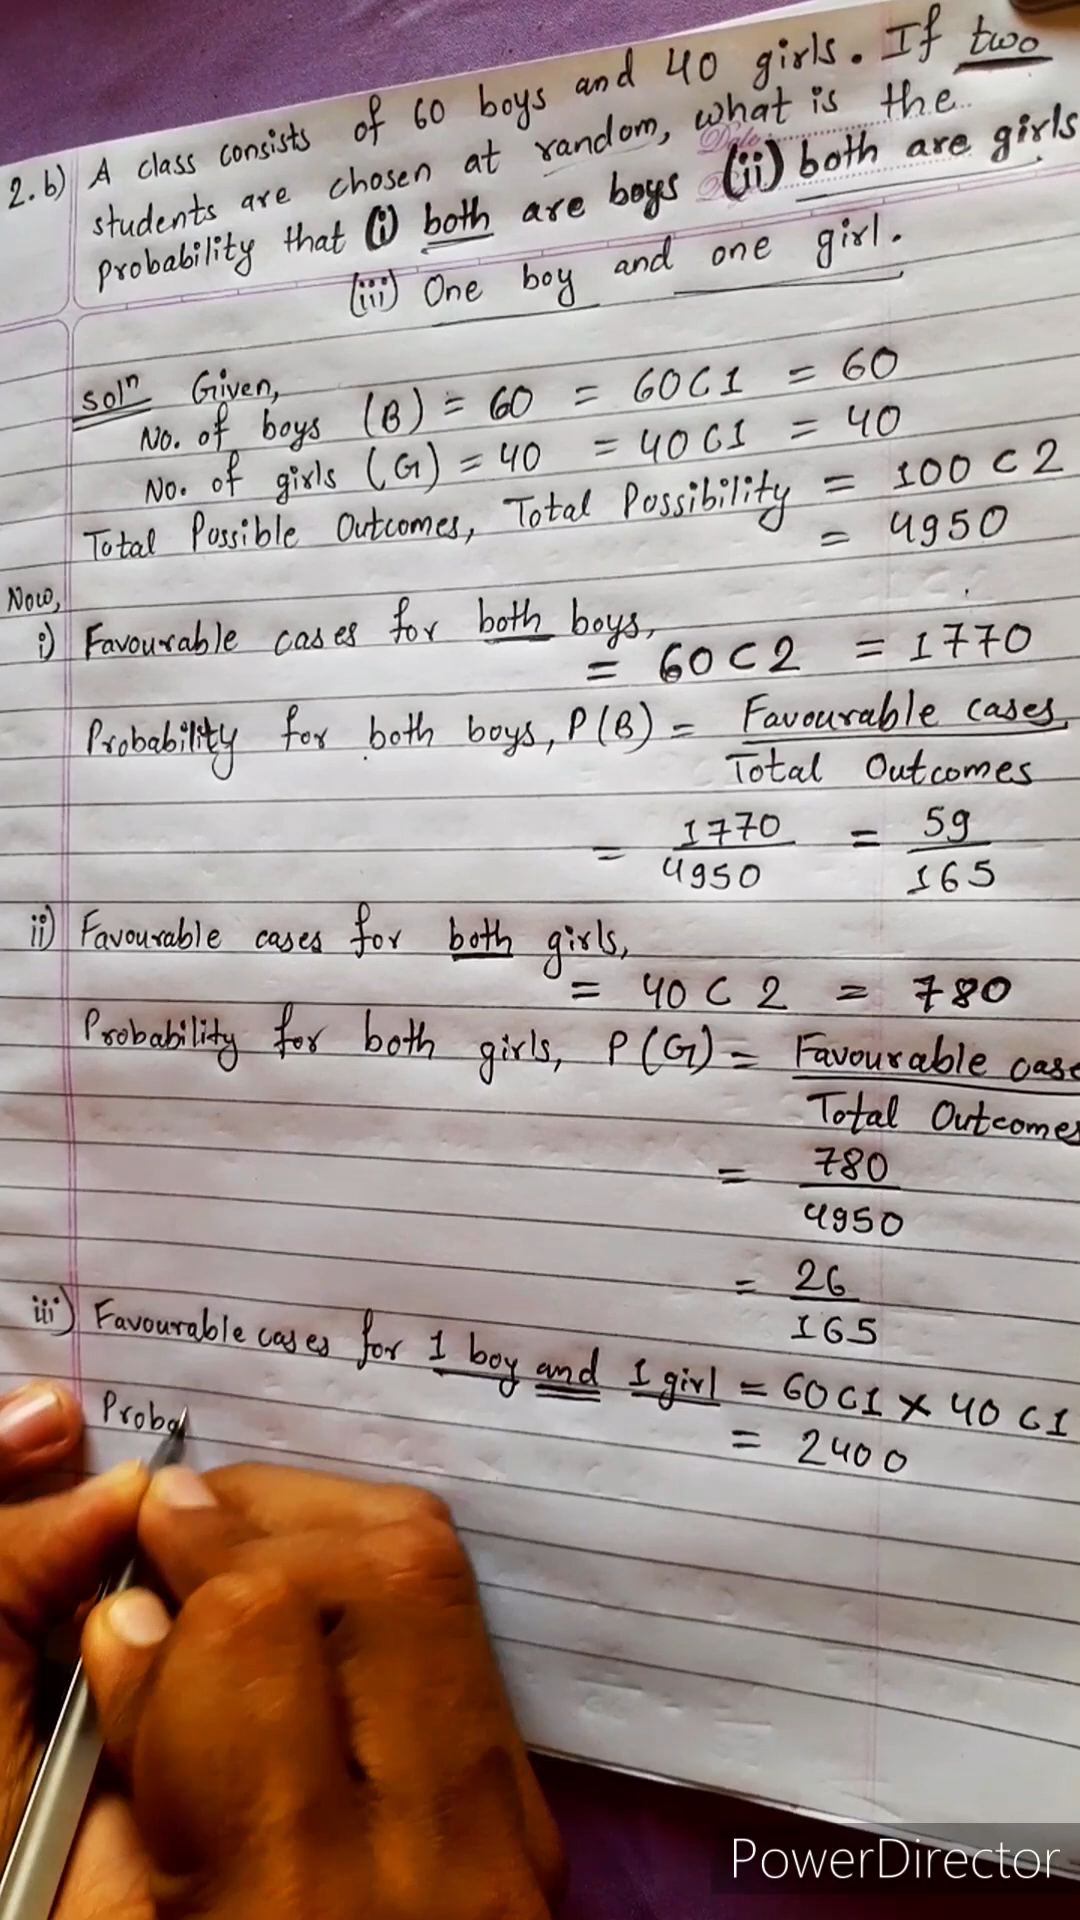 2.b) A class consists of 60 boys and 40 girls. If two
students are chosen at random, what is the
probability that (i) both are boys (ii) both are girls
(iii) One boy and one girl.
Solⁿ Given,
No. of boys (B) = 60 = 60C1 = 60
No. of girls (G) = 40 = 40C1 = 40
Total Possible Outcomes, Total Possibility = 100C2
= 4950
Now,
i) Favourable cases for both boys,
= 60C2 = 1770
Probability for both boys, P(B) = Favourable cases
Total Outcomes
= 1770 = 59
4950 165
ii) Favourable cases for both girls,
= 40C2 = 780
Probability for both girls, P(G) = Favourable case
Total Outcomes
= 780
4950
= 26
165
iii) Favourable cases for 1 boy and 1 girl = 60C1 × 40C1
= 2400
Proba
PowerDirector